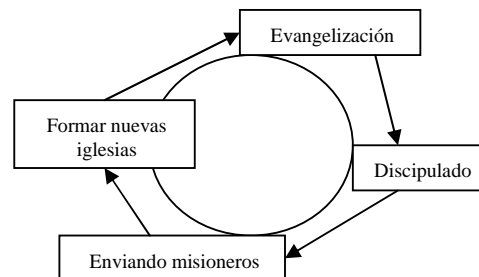 Evangelización
Formar nuevas
iglesias
Discipulado
Enviando misioneros